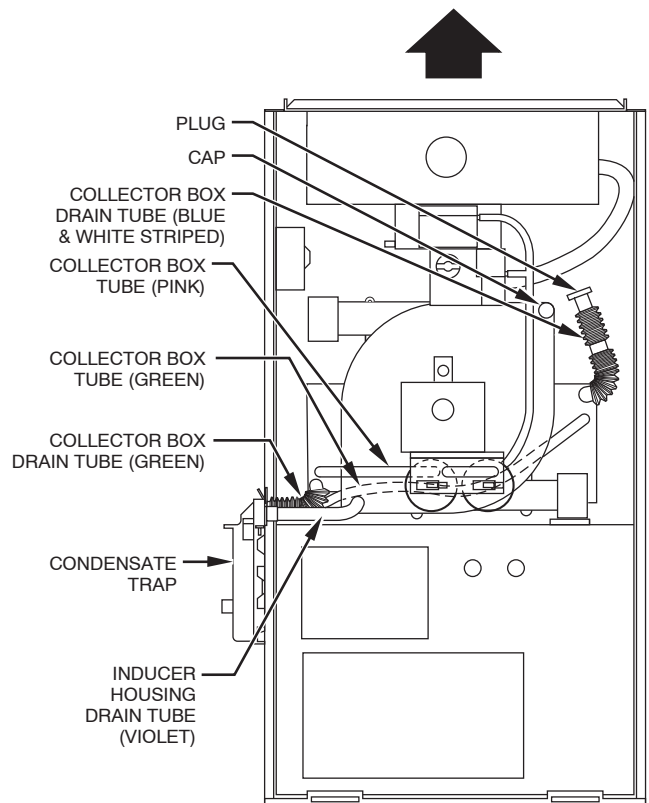 PLUG
CAP
COLLECTOR BOX
DRAIN TUBE (BLUE
& WHITE STRIPED)
COLLECTOR BOX
TUBE (PINK)
COLLECTOR BOX
TUBE (GREEN)
COLLECTOR BOX
DRAIN TUBE (GREEN)
CONDENSATE
TRAP
INDUCER
HOUSING
DRAIN TUBE
(VIOLET)